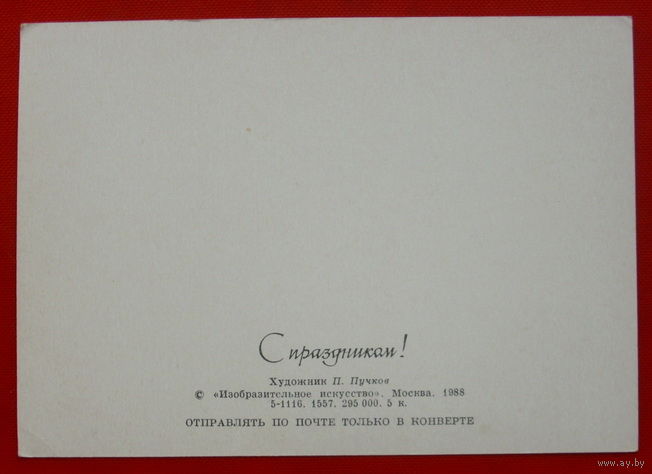 С праздником!
Художник П. Пучков
© «Изобразительное искусство». Москва. 1988
5-1116. 1557. 295 000. 5 к.
ОТПРАВЛЯТЬ ПО ПОЧТЕ ТОЛЬКО В КОНВЕРТЕ
www.ay.by